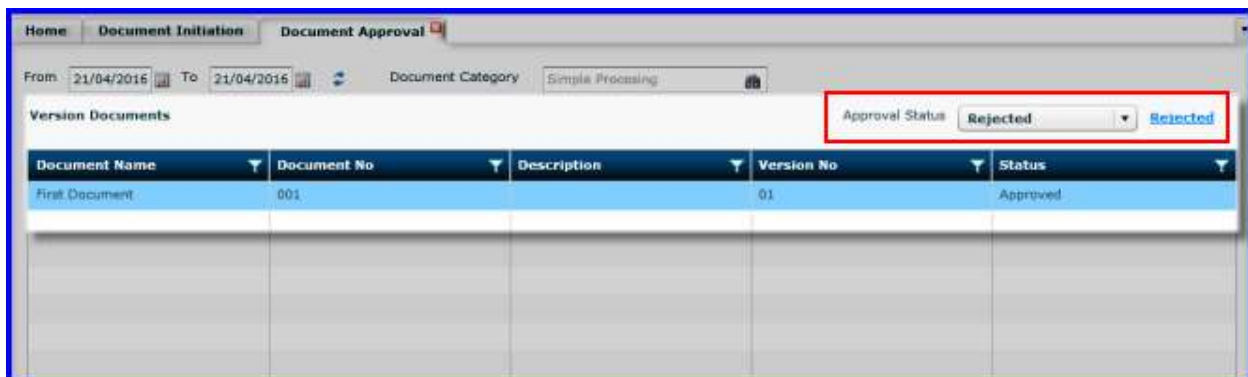 Home Document Initiation Document Approval
From 21/04/2016 To 21/04/2016 Document Category Simple Processing
Version Documents Approval Status Rejected Rejected
Document Name Document No Description Version No Status
First Document 001 01 Approved